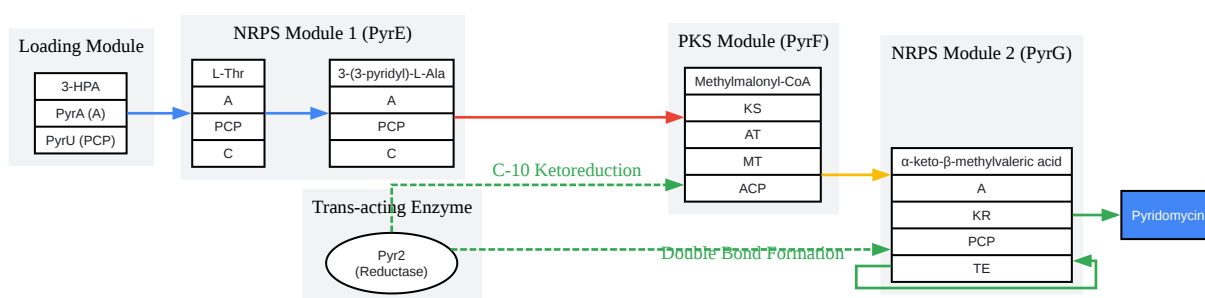 Loading Module
3-HPA
PyrA (A)
PyrU (PCP)
NRPS Module 1 (PyrE)
L-Thr
A
PCP
C
3-(3-pyridyl)-L-Ala
A
PCP
C
PKS Module (PyrF)
Methylmalonyl-CoA
KS
AT
MT
ACP
NRPS Module 2 (PyrG)
α-keto-β-methylvaleric acid
A
KR
PCP
TE
Pyridomycin
C-10 Ketoreduction
Trans-acting Enzyme
Pyr2
(Reductase)
Double Bond Formation